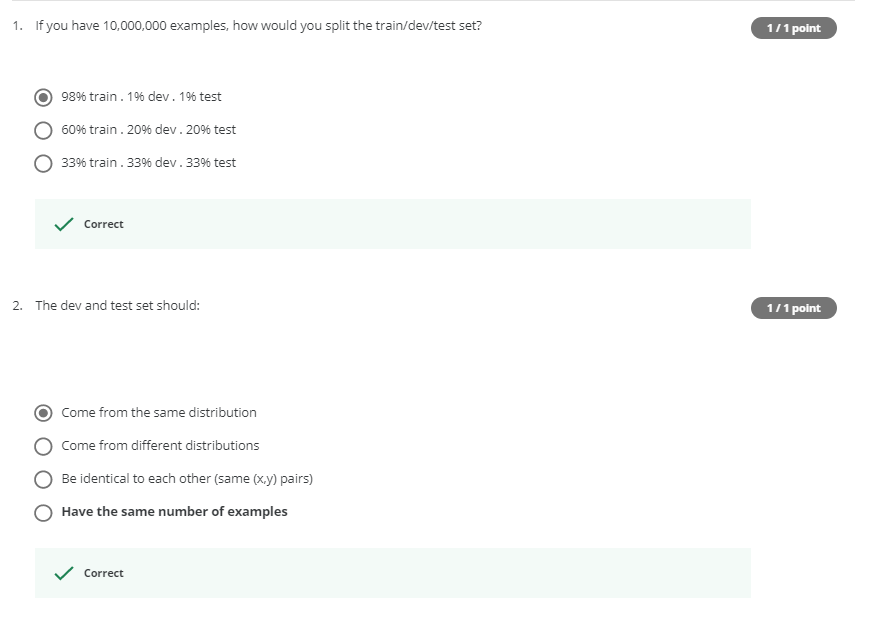 1. If you have 10,000,000 examples, how would you split the train/dev/test set?
1 / 1 point
98% train . 1% dev . 1% test
60% train . 20% dev . 20% test
33% train . 33% dev . 33% test
Correct
2. The dev and test set should:
1 / 1 point
Come from the same distribution
Come from different distributions
Be identical to each other (same (x,y) pairs)
Have the same number of examples
Correct